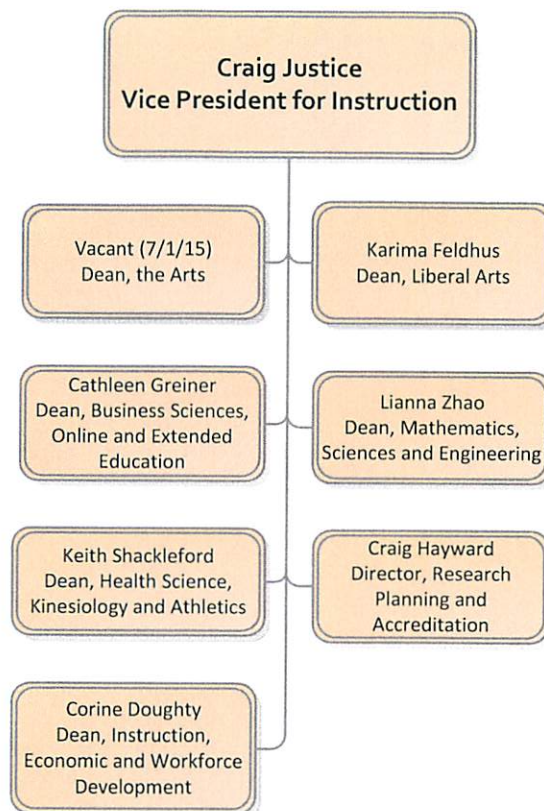 Craig Justice
Vice President for Instruction
Vacant (7/1/15)
Dean, the Arts
Karima Feldhus
Dean, Liberal Arts
Cathleen Greiner
Dean, Business Sciences,
Online and Extended
Education
Lianna Zhao
Dean, Mathematics,
Sciences and Engineering
Keith Shackleford
Dean, Health Science,
Kinesiology and Athletics
Craig Hayward
Director, Research
Planning and
Accreditation
Corine Doughty
Dean, Instruction,
Economic and Workforce
Development